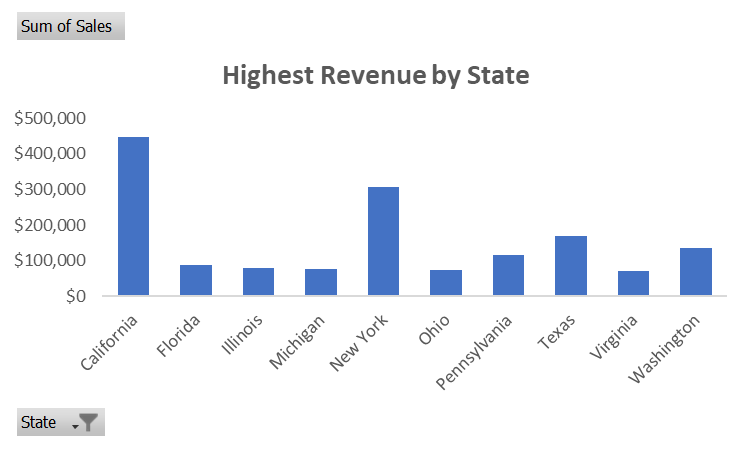 Sum of Sales
Highest Revenue by State
$500,000
$400,000
$300,000
$200,000
$100,000
$0
California
Florida
Illinois
Michigan
New York
Ohio
Pennsylvania
Texas
Virginia
Washington
State